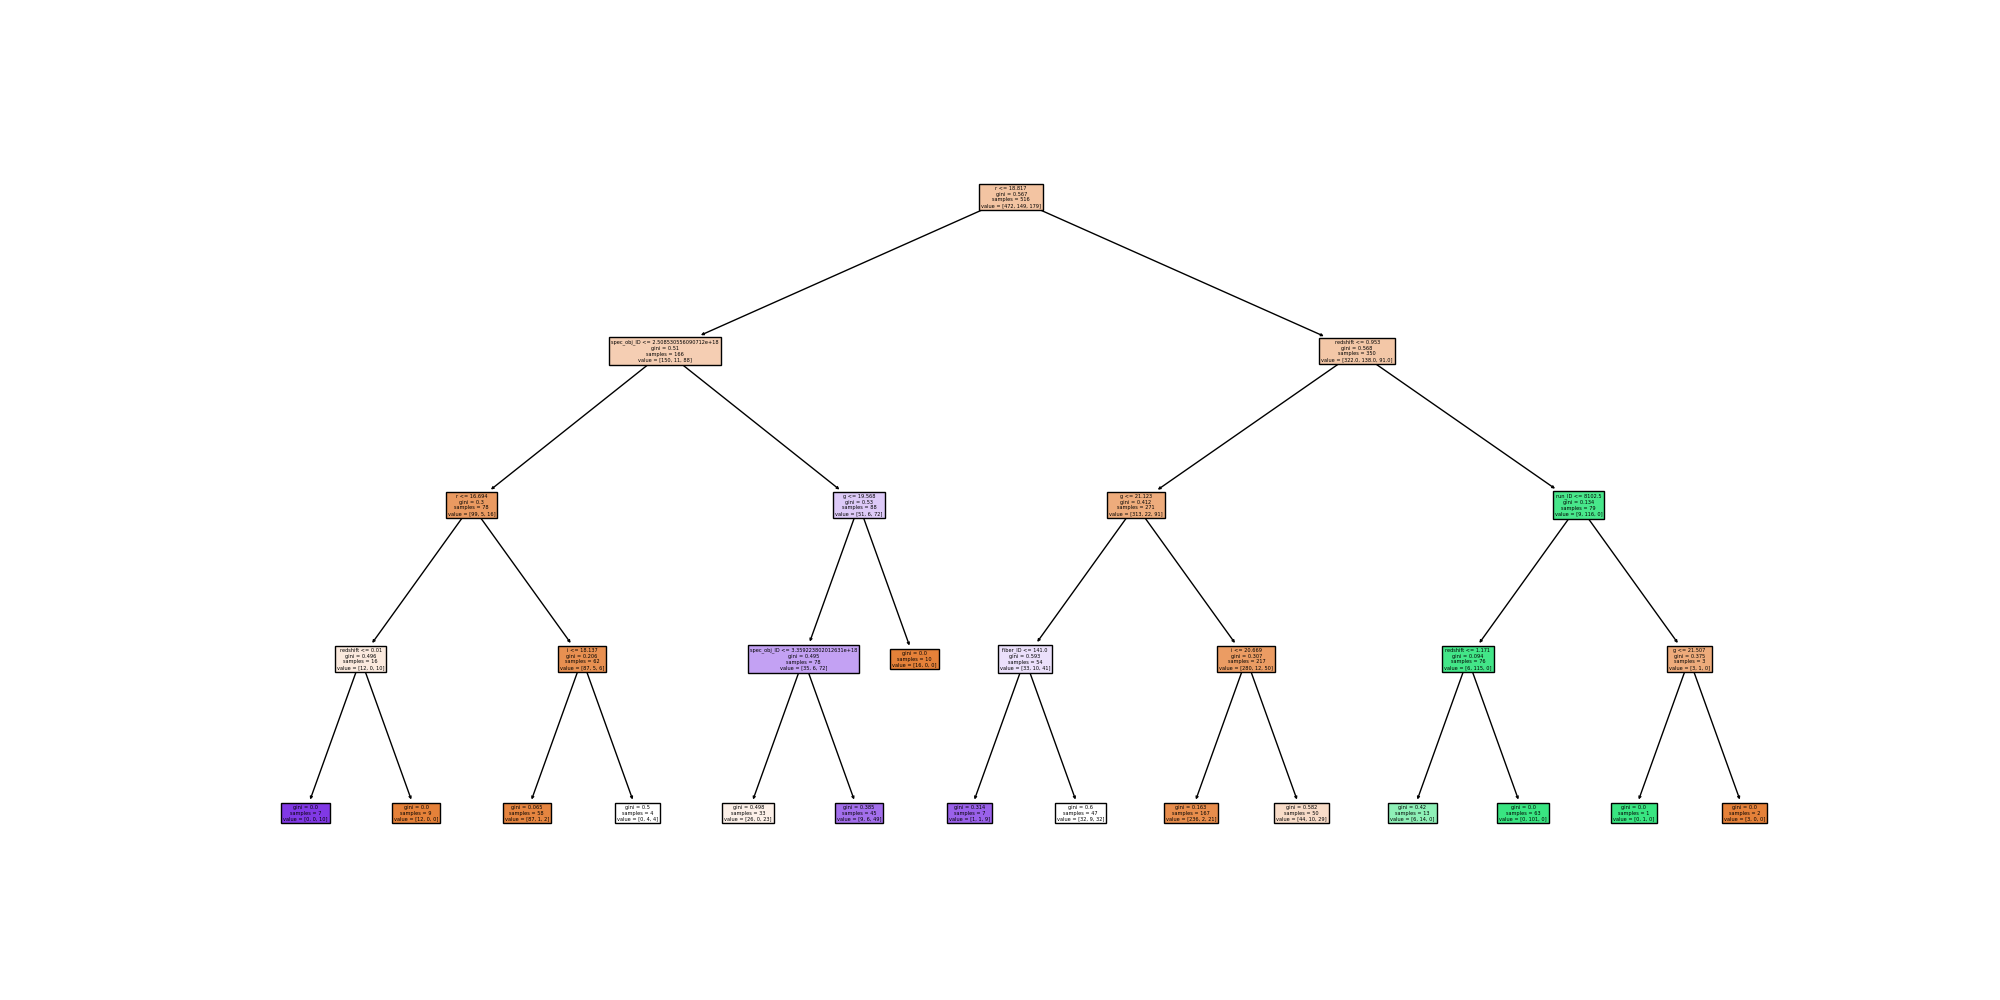 r <= 18.817
gini = 0.567
samples = 516
value = [472, 149, 179]
spec_obj_ID <= 2.508530556090712e+18
gini = 0.51
samples = 166
value = [150, 11, 88]
redshift <= 0.953
gini = 0.568
samples = 350
value = [322.0, 138.0, 91.0]
r <= 16.694
gini = 0.3
samples = 78
value = [99, 5, 16]
g <= 19.568
gini = 0.53
samples = 88
value = [51, 6, 72]
g <= 21.123
gini = 0.412
samples = 271
value = [313, 22, 91]
run_ID <= 8102.5
gini = 0.134
samples = 79
value = [9, 116, 0]
redshift <= 0.01
gini = 0.496
samples = 16
value = [12, 0, 10]
i <= 18.137
gini = 0.206
samples = 62
value = [87, 5, 6]
spec_obj_ID <= 3.359223802012631e+18
gini = 0.495
samples = 78
value = [35, 6, 72]
gini = 0.0
samples = 10
value = [16, 0, 0]
fiber_ID <= 141.0
gini = 0.593
samples = 54
value = [33, 10, 41]
i <= 20.669
gini = 0.307
samples = 217
value = [280, 12, 50]
redshift <= 1.171
gini = 0.094
samples = 76
value = [6, 115, 0]
g <= 21.507
gini = 0.375
samples = 3
value = [3, 1, 0]
gini = 0.0
samples = 7
value = [0, 0, 10]
gini = 0.0
samples = 9
value = [12, 0, 0]
gini = 0.065
samples = 58
value = [87, 1, 2]
gini = 0.5
samples = 4
value = [0, 4, 4]
gini = 0.498
samples = 33
value = [26, 0, 23]
gini = 0.385
samples = 45
value = [9, 6, 49]
gini = 0.314
samples = 7
value = [1, 1, 9]
gini = 0.6
samples = 47
value = [32, 9, 32]
gini = 0.163
samples = 167
value = [236, 2, 21]
gini = 0.582
samples = 50
value = [44, 10, 29]
gini = 0.42
samples = 13
value = [6, 14, 0]
gini = 0.0
samples = 63
value = [0, 101, 0]
gini = 0.0
samples = 1
value = [0, 1, 0]
gini = 0.0
samples = 2
value = [3, 0, 0]